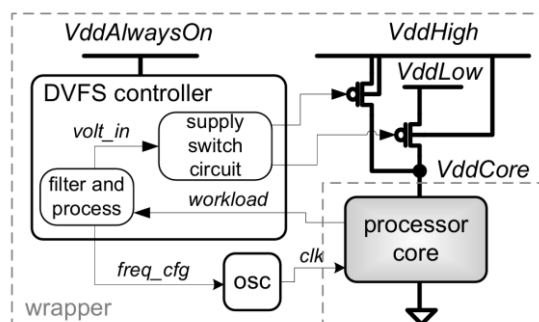 VddAlwaysOn
VddHigh
VddLow
DVFS controller
volt_in
supply
switch
circuit
VddCore
filter and
process
workload
processor
core
clk
freq_cfg
osc
wrapper